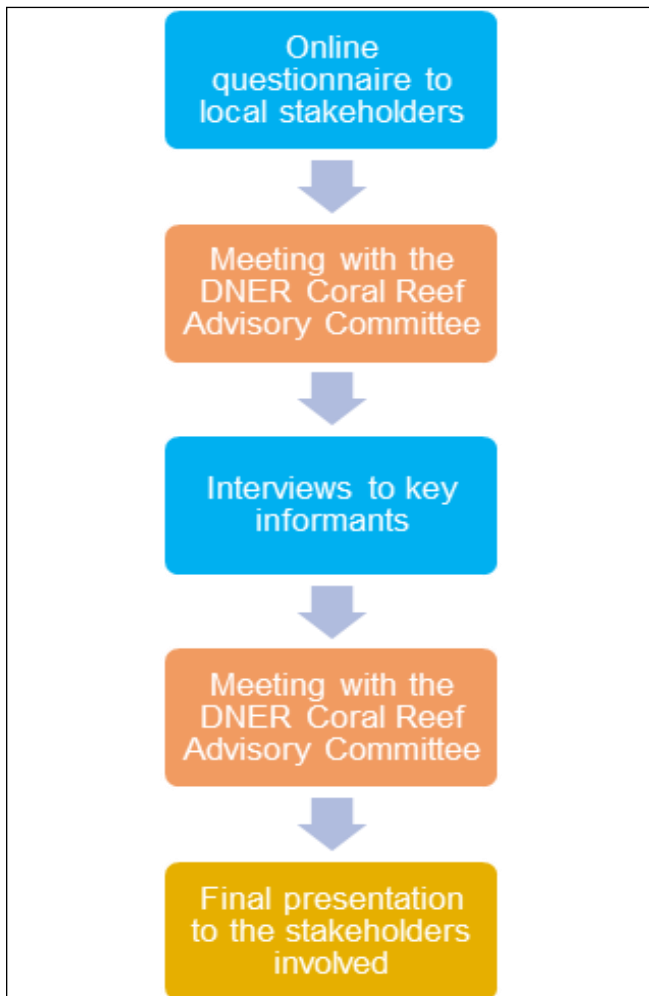 Online
questionnaire to
local stakeholders
Meeting with the
DNER Coral Reef
Advisory Committee
Interviews to key
informants
Meeting with the
DNER Coral Reef
Advisory Committee
Final presentation
to the stakeholders
involved